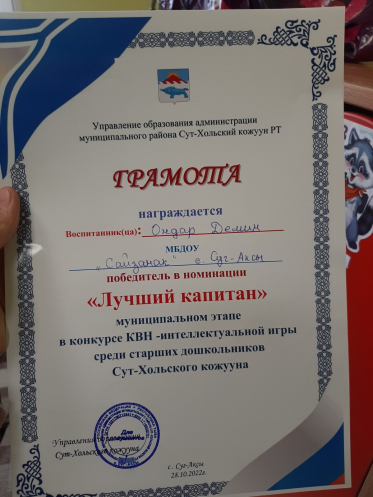 Управление образования администрации
муниципального района Сут-Хольский кожуун РТ
ГРАМОТА
награждается
Воспитанник(ца): Ондар Демин
МБДОУ
„Сайзанак" с. Суг-Аксы
победитель в номинации
«Лучший капитан»
муниципальном этапе
в конкурсе КВН -интеллектуальной игры
среди старших дошкольников
Сут-Хольского кожууна
Управления образования
Сут-Хольского кожууна
Для
с. Суг-Аксы
28.10.2022г.